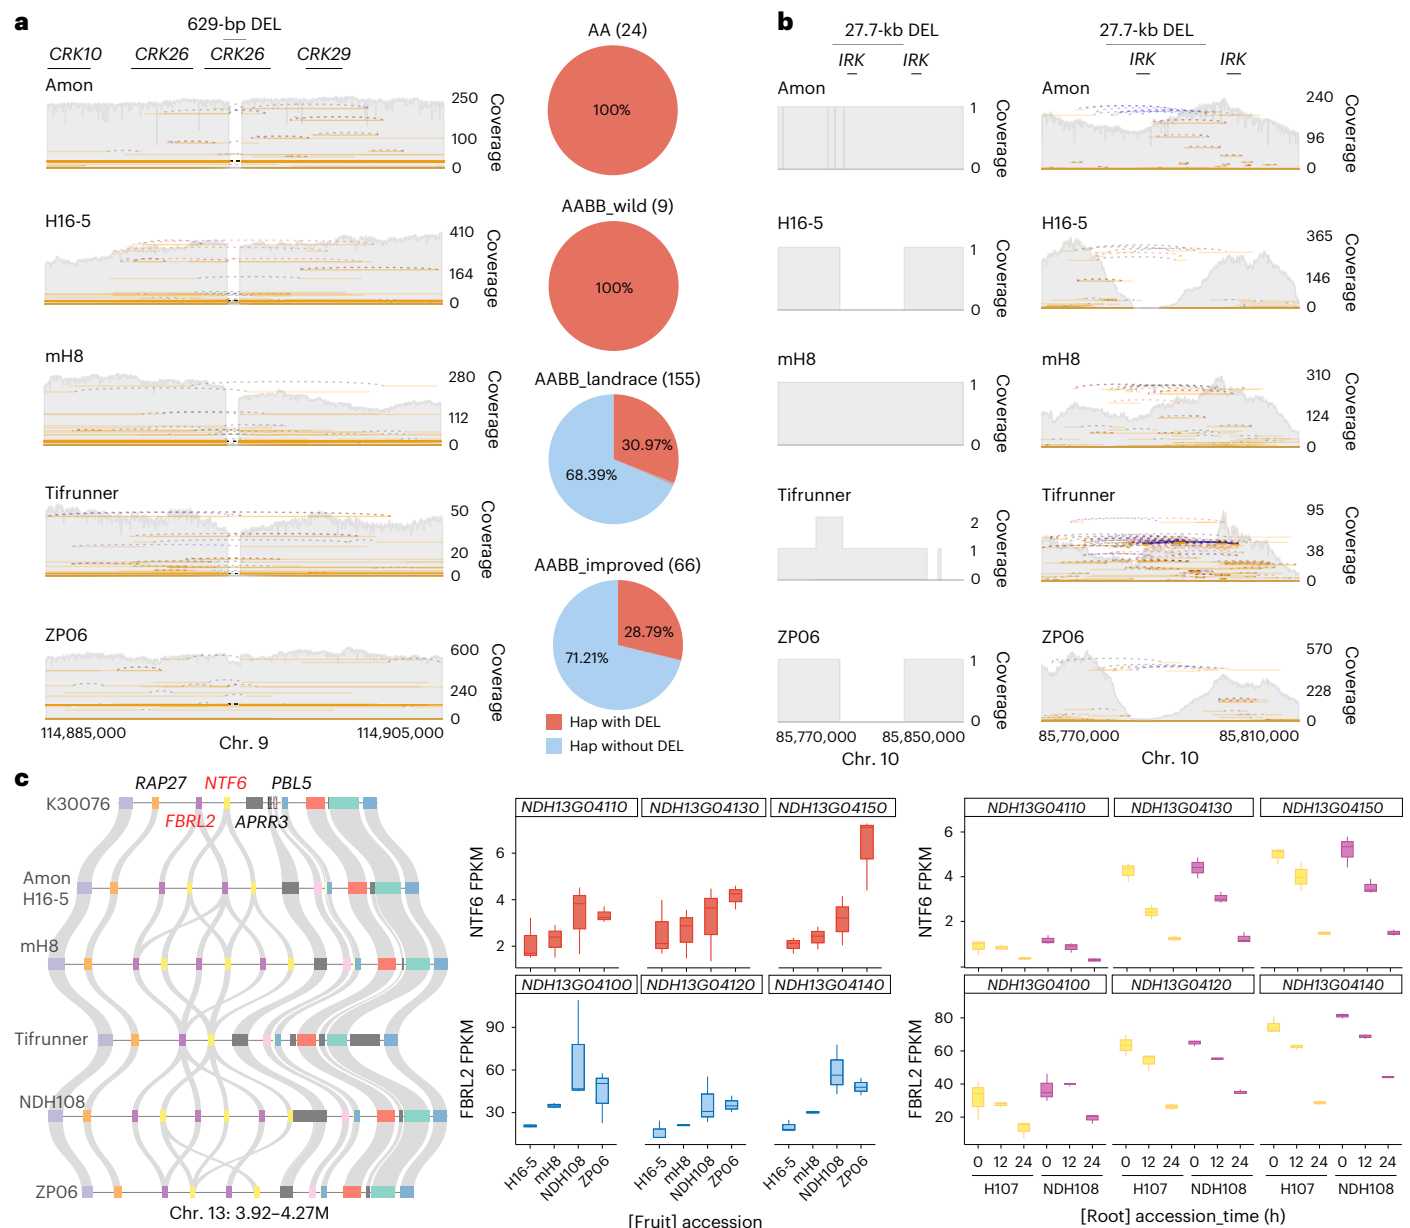 a
629-bp DEL
CRK10 CRK26 CRK26 CRK29
Amon
250
100
0
Coverage
H16-5
410
164
0
Coverage
mH8
280
112
0
Coverage
Tifrunner
50
20
0
Coverage
ZP06
600
240
0
Coverage
114,885,000 114,905,000
Chr. 9
AA (24)
100%
AABB_wild (9)
100%
AABB_landrace (155)
30.97%
68.39%
AABB_improved (66)
28.79%
71.21%
Hap with DEL
Hap without DEL
b
27.7-kb DEL
IRK IRK
Amon
1
0
Coverage
H16-5
1
0
Coverage
mH8
1
0
Coverage
Tifrunner
2
1
0
Coverage
ZP06
1
0
Coverage
85,770,000 85,850,000
Chr. 10
27.7-kb DEL
IRK IRK
Amon
240
96
0
Coverage
H16-5
365
146
0
Coverage
mH8
310
124
0
Coverage
Tifrunner
95
38
0
Coverage
ZP06
570
228
0
Coverage
85,770,000 85,810,000
Chr. 10
c
RAP27 NTF6 PBL5
K30076
FBRL2 APRR3
Amon
H16-5
mH8
Tifrunner
NDH108
ZP06
Chr. 13: 3.92–4.27M
NDH13G04110 NDH13G04130 NDH13G04150
NTF6 FPKM
6
4
2
NDH13G04100 NDH13G04120 NDH13G04140
FBRL2 FPKM
90
60
30
H16-5 mH8 NDH108 ZP06 H16-5 mH8 NDH108 ZP06 H16-5 mH8 NDH108 ZP06
[Fruit] accession
NDH13G04110 NDH13G04130 NDH13G04150
NTF6 FPKM
6
4
2
NDH13G04100 NDH13G04120 NDH13G04140
FBRL2 FPKM
80
60
40
20
0 12 24 0 12 24 0 12 24 0 12 24 0 12 24 0 12 24
H107 NDH108 H107 NDH108 H107 NDH108
[Root] accession_time (h)